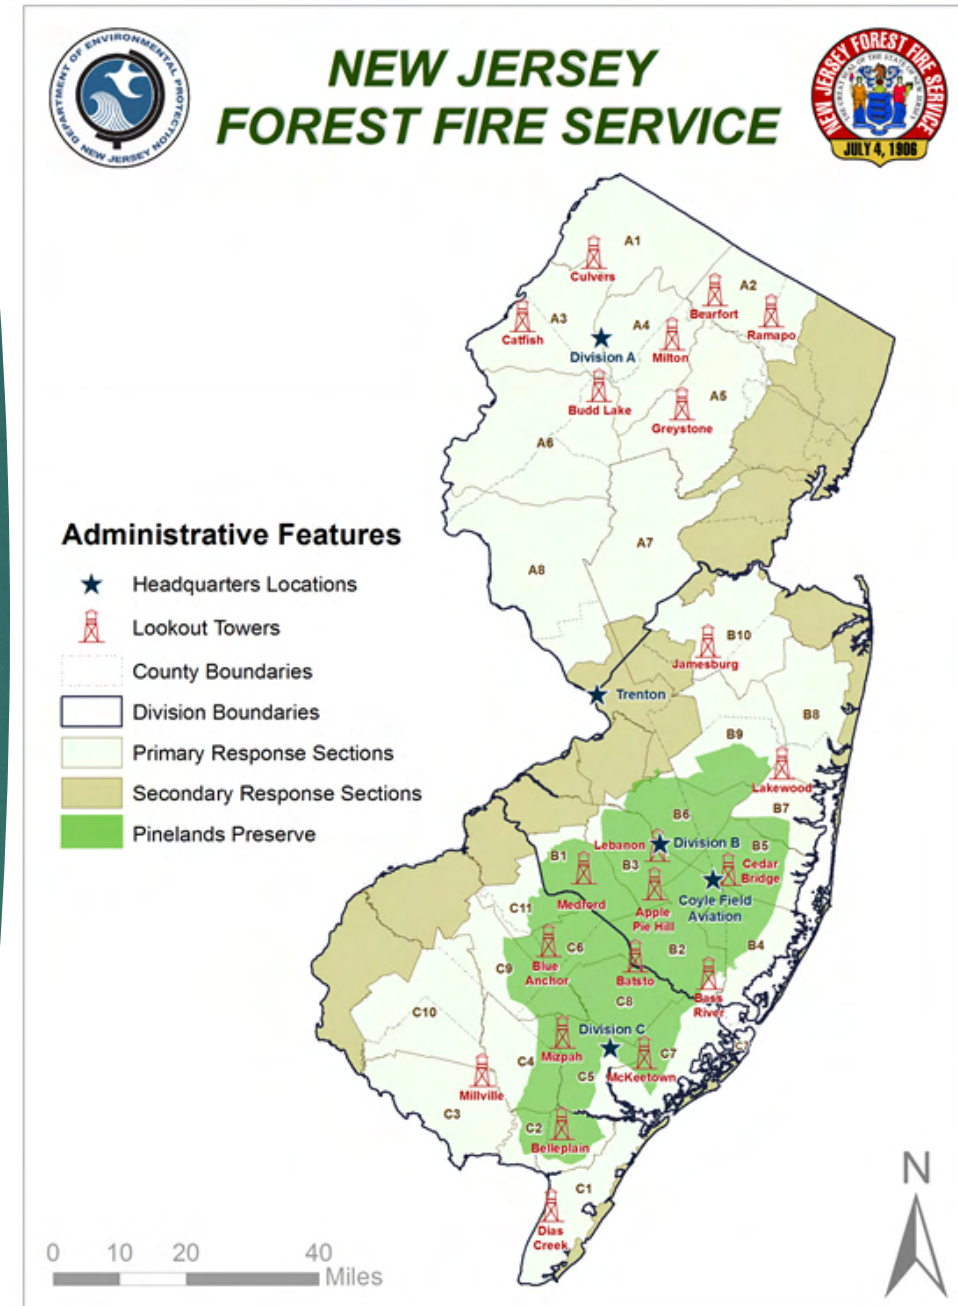 DEPARTMENT OF ENVIRONMENTAL PROTECTION
NEW JERSEY
NEW JERSEY
FOREST FIRE SERVICE
NEW JERSEY FOREST FIRE SERVICE
JULY 4, 1906
A1
Culvers
A2
Bearfort
Ramapo
A3
Catfish
A4
Division A
Milton
Budd Lake
A5
Greystone
A6
A7
A8
Administrative Features
Headquarters Locations
Lookout Towers
County Boundaries
Division Boundaries
Primary Response Sections
Secondary Response Sections
Pinelands Preserve
B10
Jamesburg
Trenton
B8
B9
Lakewood
B7
B6
Lebanon
Division B
B5
B1
B3
Cedar
Bridge
Medford
Apple
Pie Hill
Coyle Field
Aviation
C11
C6
B2
B4
C9
Blue
Anchor
Batsto
Bass
River
C8
C10
Division C
Mizpah
C4
C5
C7
McKeetown
Millville
C3
C2
Belleplain
C1
Dias
Creek
N
0 10 20 40
Miles